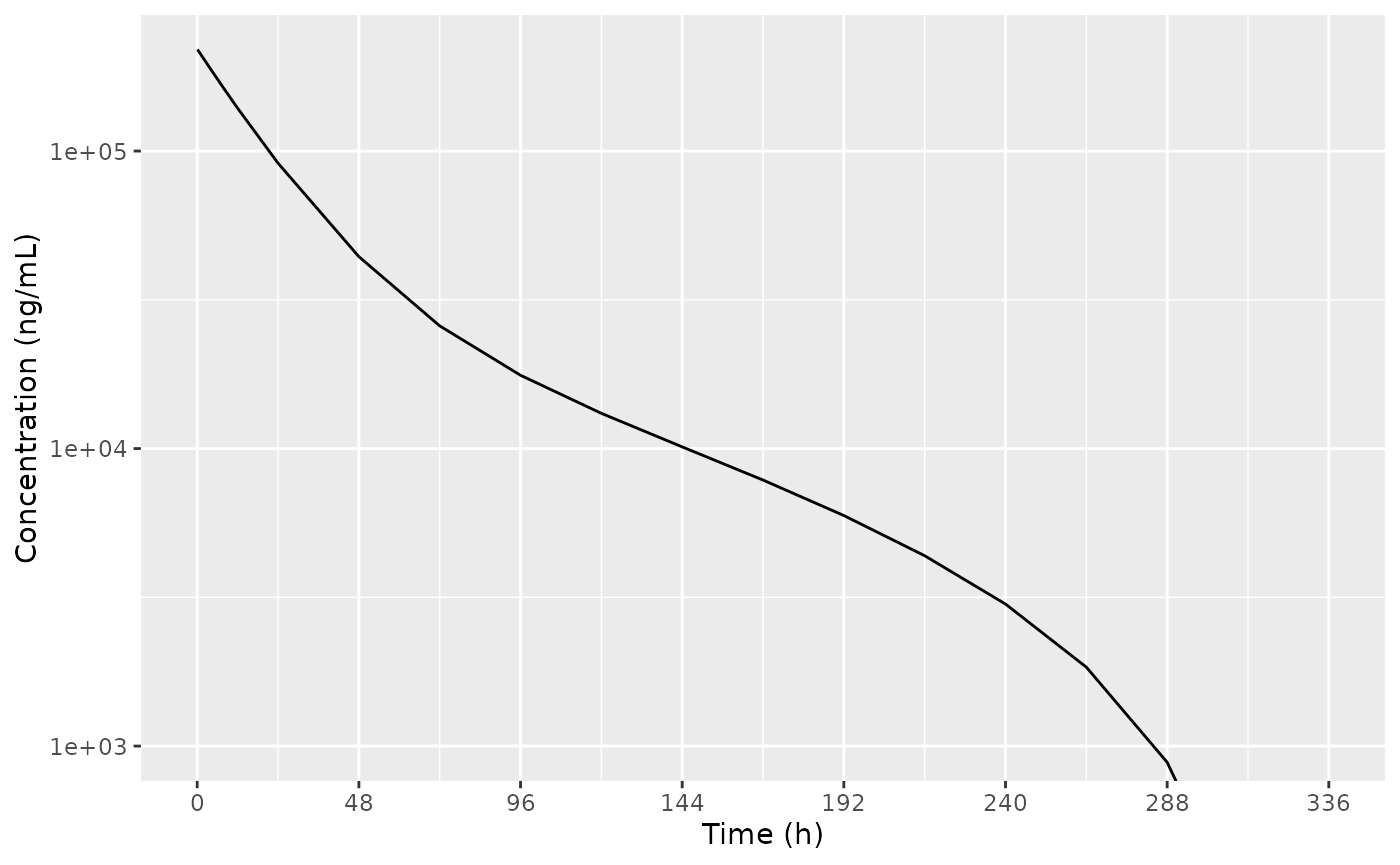 Concentration (ng/mL)
1e+05
1e+04
1e+03
0 48 96 144 192 240 288 336
Time (h)